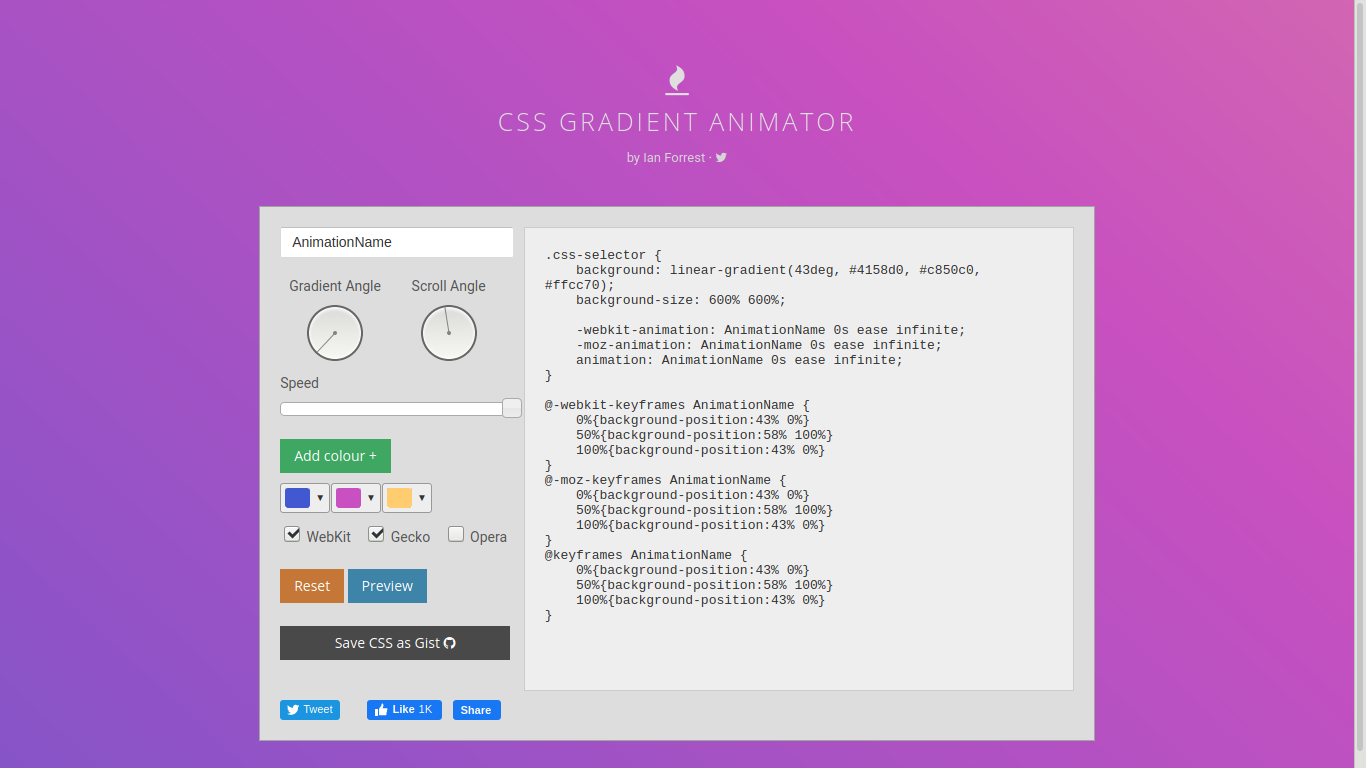 CSS GRADIENT ANIMATOR
by Ian Forrest ·
AnimationName
Gradient Angle
Scroll Angle
Speed
Add colour +
WebKit
Gecko
Opera
Reset
Preview
Save CSS as Gist
Tweet
Like 1K
Share
.css-selector {
    background: linear-gradient(43deg, #4158d0, #c850c0,
#ffcc70);
    background-size: 600% 600%;
    -webkit-animation: AnimationName 0s ease infinite;
    -moz-animation: AnimationName 0s ease infinite;
    animation: AnimationName 0s ease infinite;
}
@-webkit-keyframes AnimationName {
    0%{background-position:43% 0%}
    50%{background-position:58% 100%}
    100%{background-position:43% 0%}
}
@-moz-keyframes AnimationName {
    0%{background-position:43% 0%}
    50%{background-position:58% 100%}
    100%{background-position:43% 0%}
}
@keyframes AnimationName {
    0%{background-position:43% 0%}
    50%{background-position:58% 100%}
    100%{background-position:43% 0%}
}